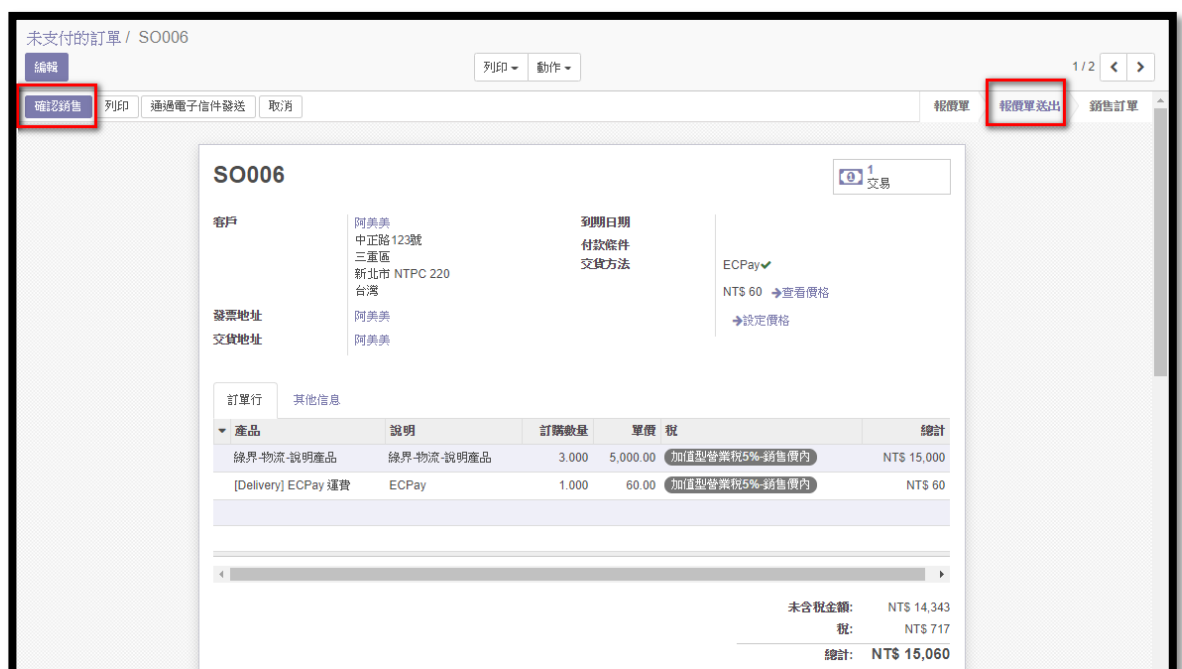 未支付的訂單 / SO006
編輯
列印 動作
1 / 2
確認銷售 列印 通過電子信件發送 取消
報價單 報價單送出 銷售訂單
SO006
1
交易
客戶
阿美美
中正路123號
三重區
新北市 NTPC 220
台灣
發票地址 阿美美
交貨地址 阿美美
到期日期
付款條件
交貨方法
ECPay
NT$ 60 查看價格
設定價格
訂單行 其他信息
產品 說明 訂購數量 單價 稅 總計
綠界-物流-說明產品 綠界-物流-說明產品 3.000 5,000.00 加值型營業稅5%-銷售價內 NT$ 15,000
[Delivery] ECPay 運費 ECPay 1.000 60.00 加值型營業稅5%-銷售價內 NT$ 60
未含稅金額: NT$ 14,343
稅: NT$ 717
總計: NT$ 15,060